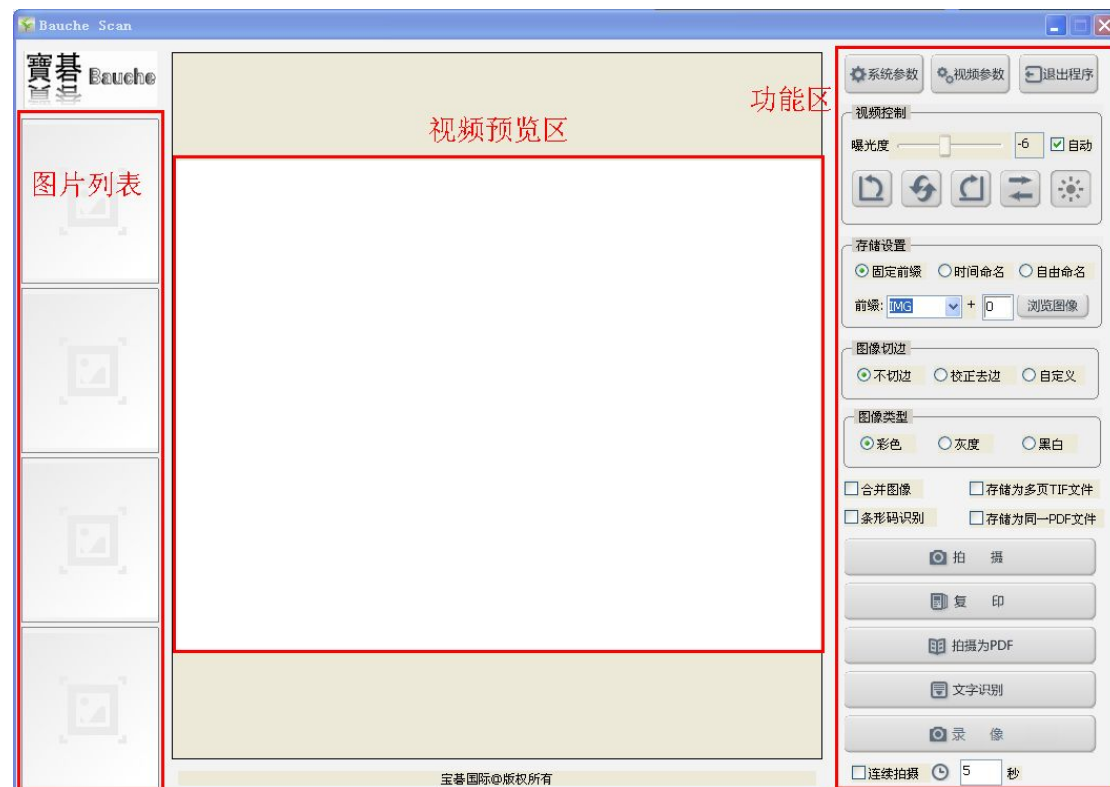 Bauche Scan
寶碁 Bauche
图片列表
视频预览区
功能区
系统参数 视频参数 退出程序
视频控制
曝光度 -6 自动
存储设置
固定前缀 时间命名 自由命名
前缀: IMG + 0 浏览图像
图像切边
不切边 校正去边 自定义
图像类型
彩色 灰度 黑白
合并图像 存储为多页TIF文件
条形码识别 存储为同一PDF文件
拍 摄
复 印
拍摄为PDF
文字识别
录 像
连续拍摄 5 秒
宝碁国际@版权所有